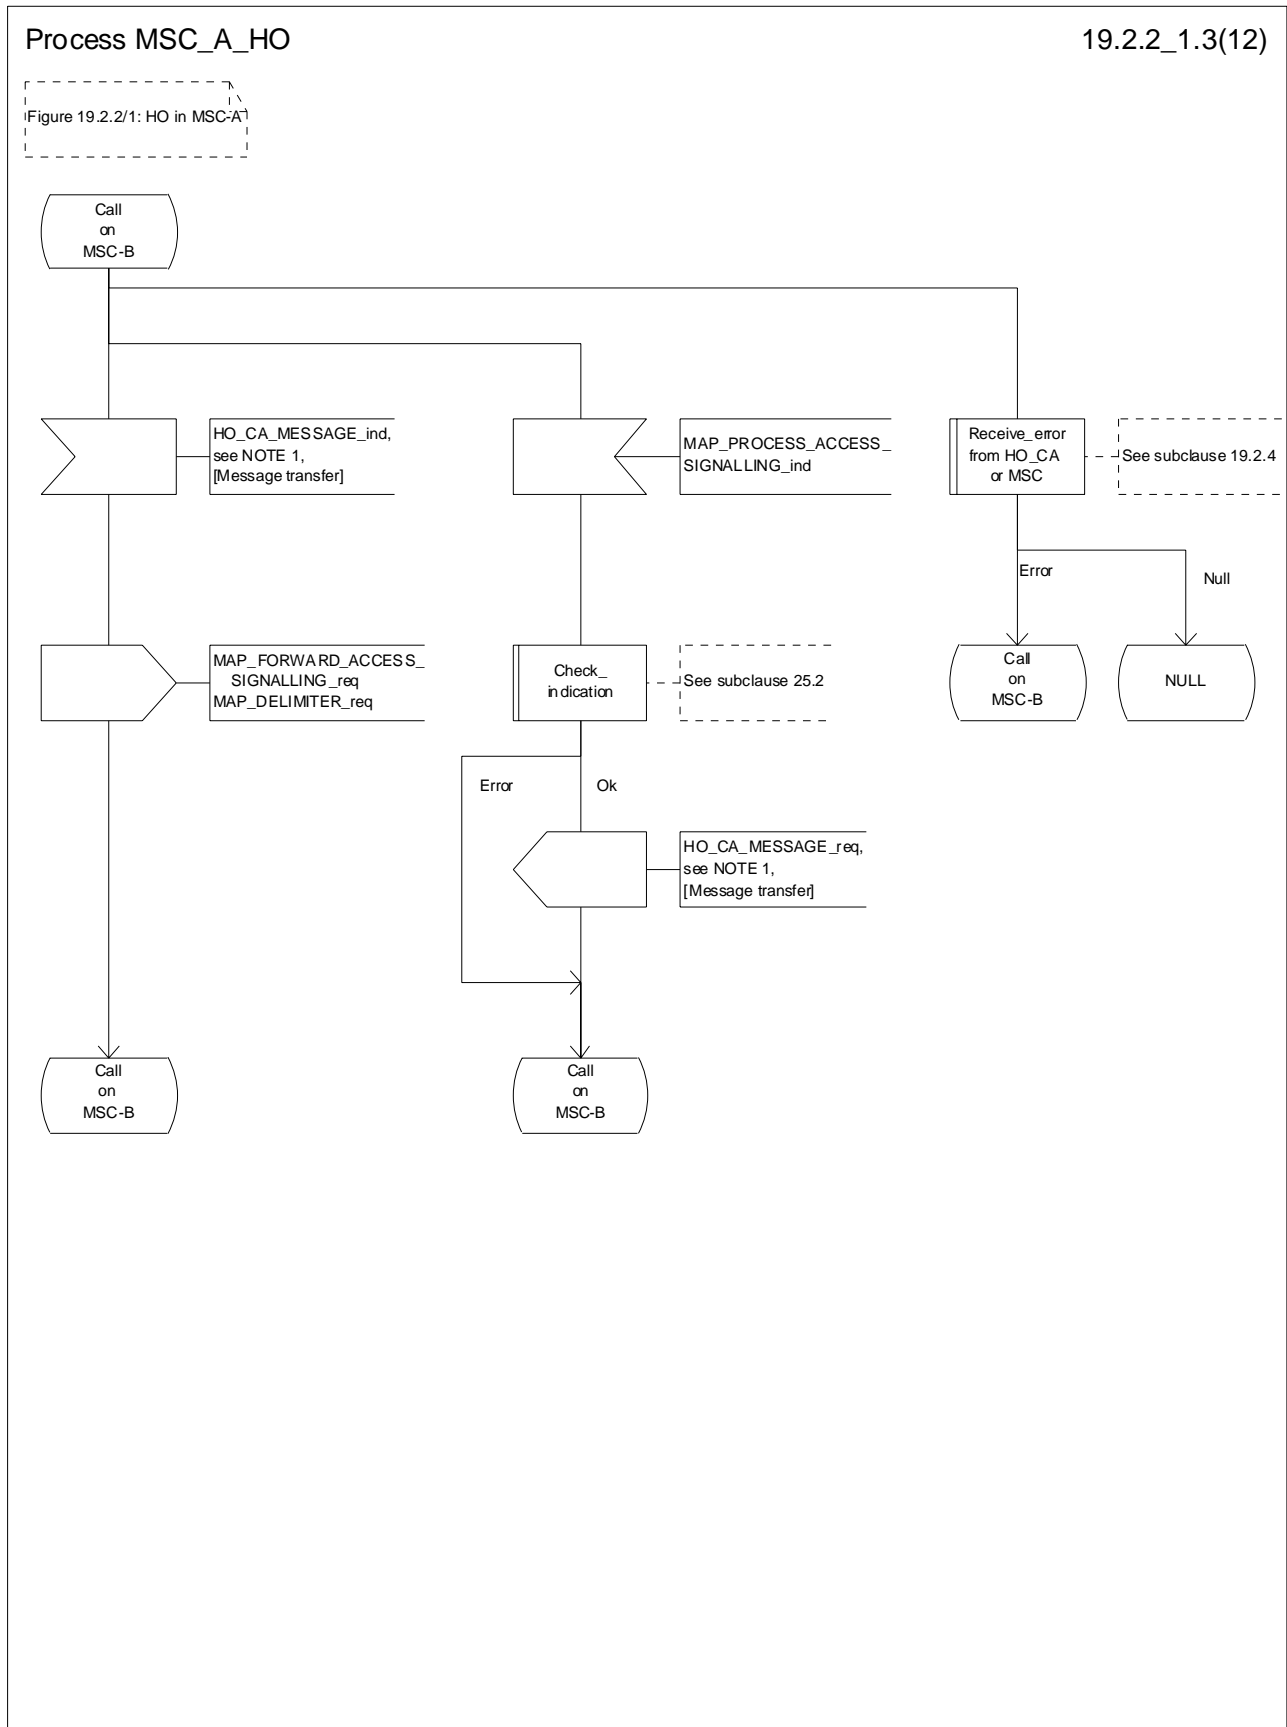 Process MSC_A_HO
19.2.2_1.3(12)
Figure 19.2.2/1: HO in MSC-A
Call
on
MSC-B
HO_CA_MESSAGE_ind,
see NOTE 1,
[Message transfer]
MAP_PROCESS_ACCESS_
SIGNALLING_ind
Receive_error
from HO_CA
or MSC
See subclause 19.2.4
Error
Null
MAP_FORWARD_ACCESS_
SIGNALLING_req
MAP_DELIMITER_req
Check_
indication
See subclause 25.2
Call
on
MSC-B
NULL
Error
Ok
HO_CA_MESSAGE_req,
see NOTE 1,
[Message transfer]
Call
on
MSC-B
Call
on
MSC-B